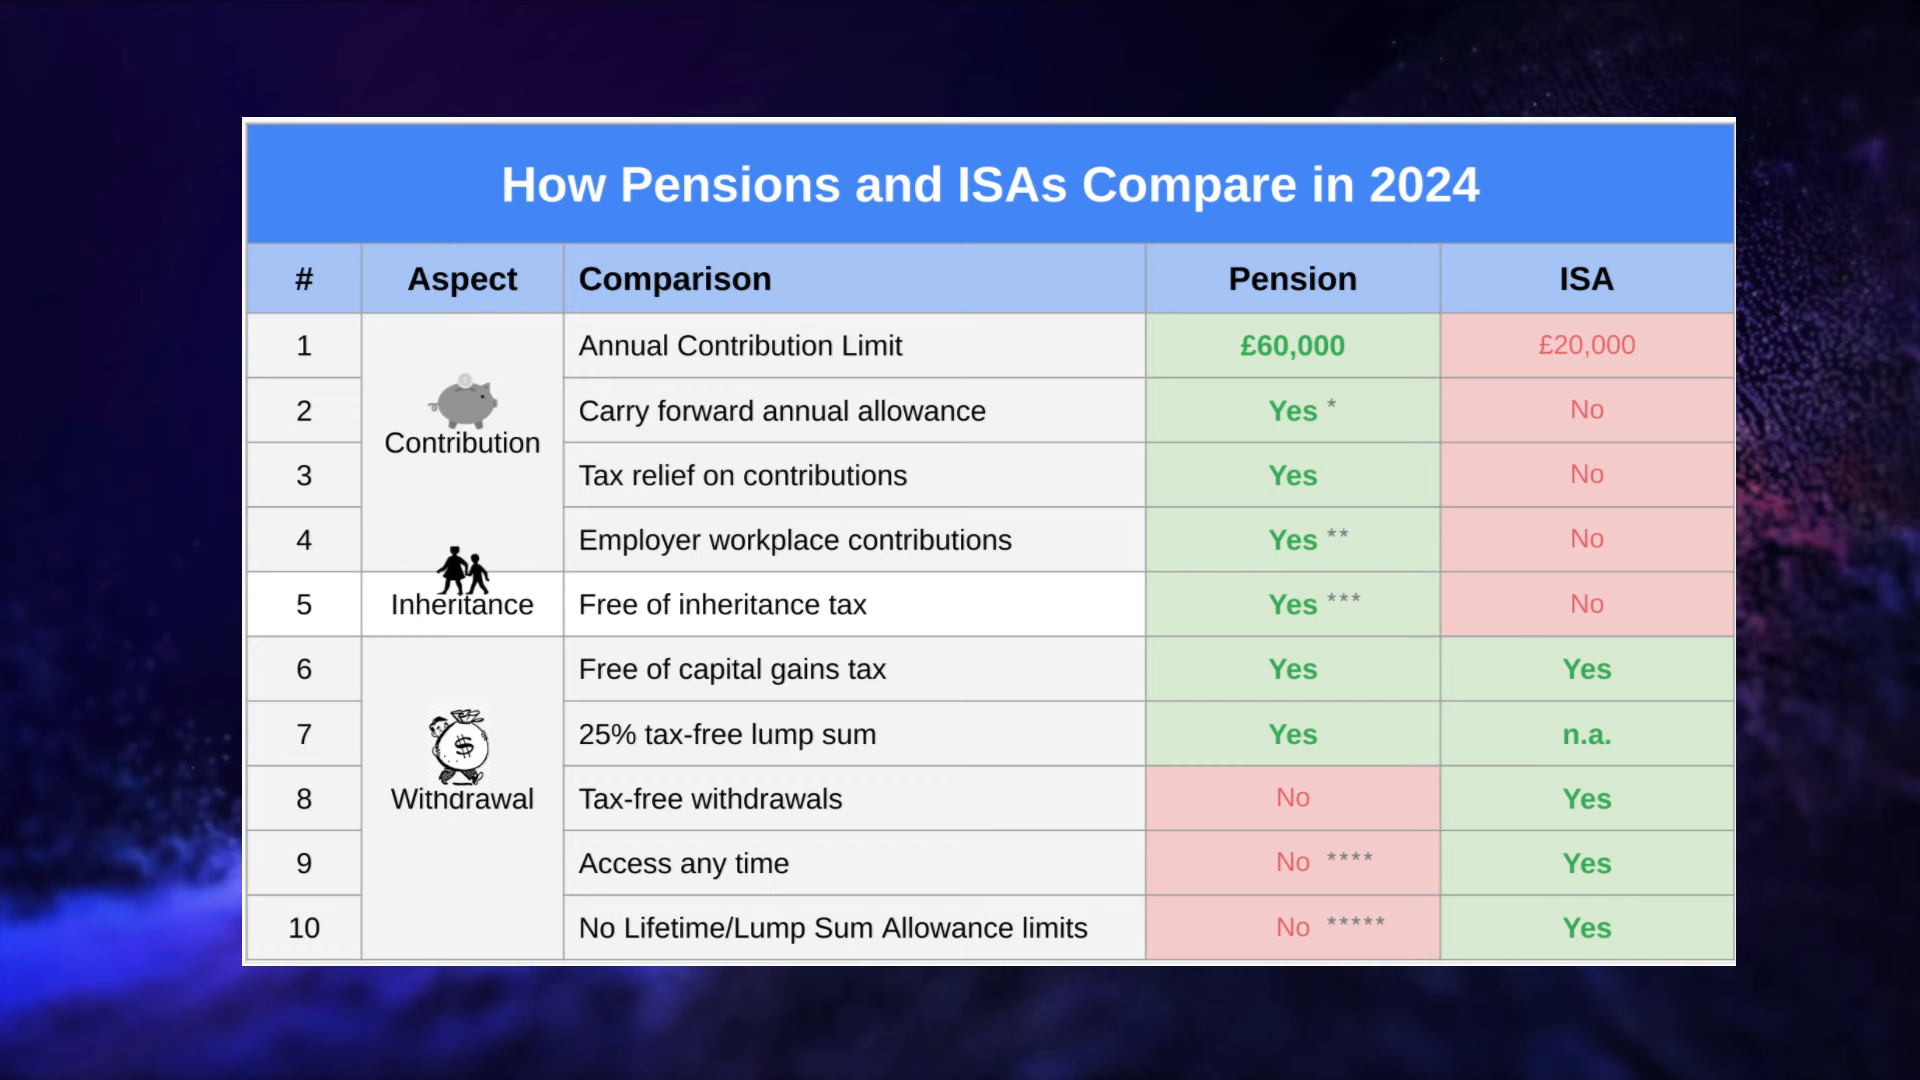 How Pensions and ISAs Compare in 2024
# Aspect Comparison Pension ISA
1 Annual Contribution Limit £60,000 £20,000
2 Carry forward annual allowance Yes * No
Contribution
3 Tax relief on contributions Yes No
4 Employer workplace contributions Yes ** No
5 Inheritance Free of inheritance tax Yes *** No
6 Free of capital gains tax Yes Yes
7 25% tax-free lump sum Yes n.a.
$
8 Withdrawal Tax-free withdrawals No Yes
9 Access any time No **** Yes
10 No Lifetime/Lump Sum Allowance limits No ***** Yes